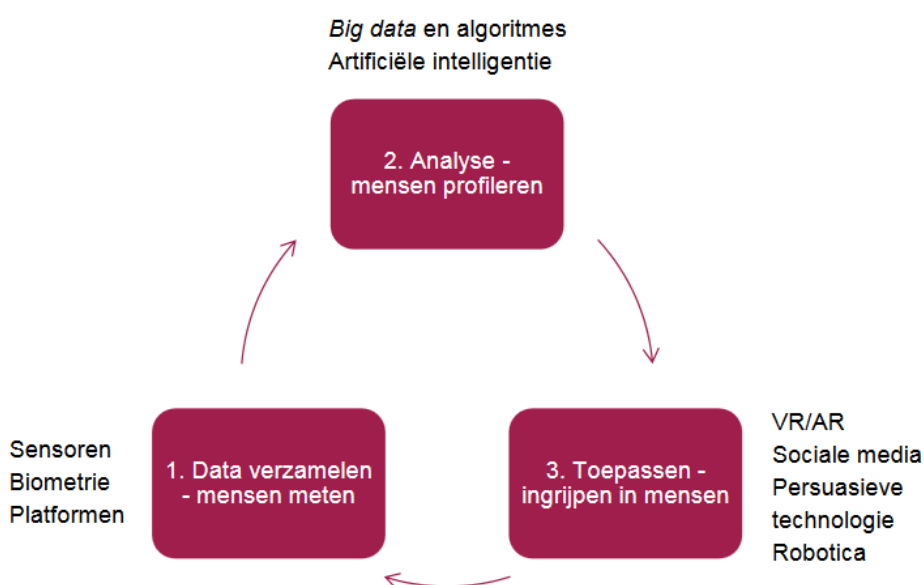 Big data en algoritmes
Artificiële intelligentie
2. Analyse -
mensen profileren
Sensoren
Biometrie
Platformen
1. Data verzamelen
- mensen meten
3. Toepassen -
ingrijpen in mensen
VR/AR
Sociale media
Persuasieve
technologie
Robotica